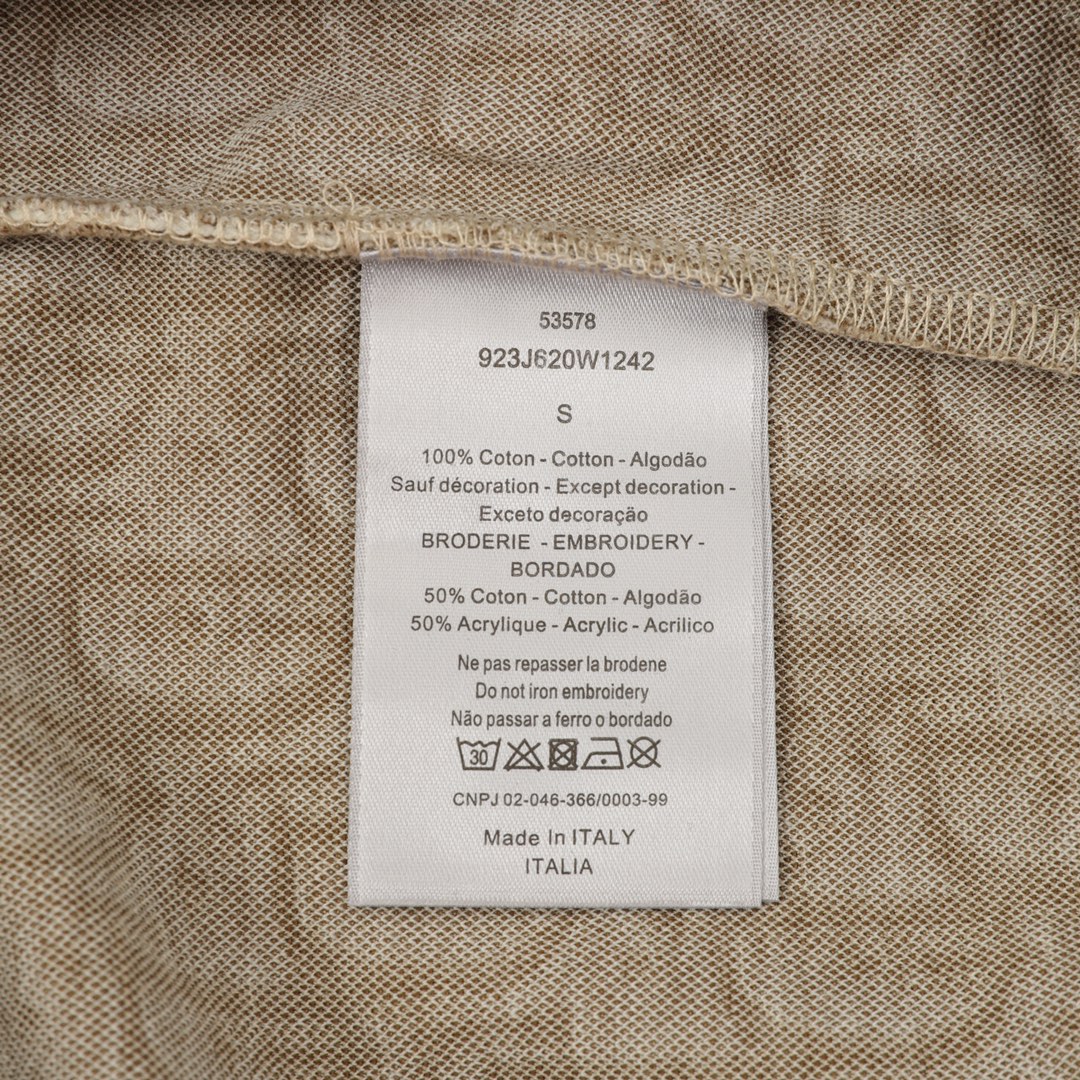 53578
923J620W1242
S
100% Coton - Cotton - Algodão
Sauf décoration - Except decoration -
Exceto decoração
BRODERIE - EMBROIDERY -
BORDADO
50% Coton - Cotton - Algodão
50% Acrylique - Acrylic - Acrilico
Ne pas repasser la brodene
Do not iron embroidery
Não passar a ferro o bordado
30
CNPJ 02-046-366/0003-99
Made In ITALY
ITALIA